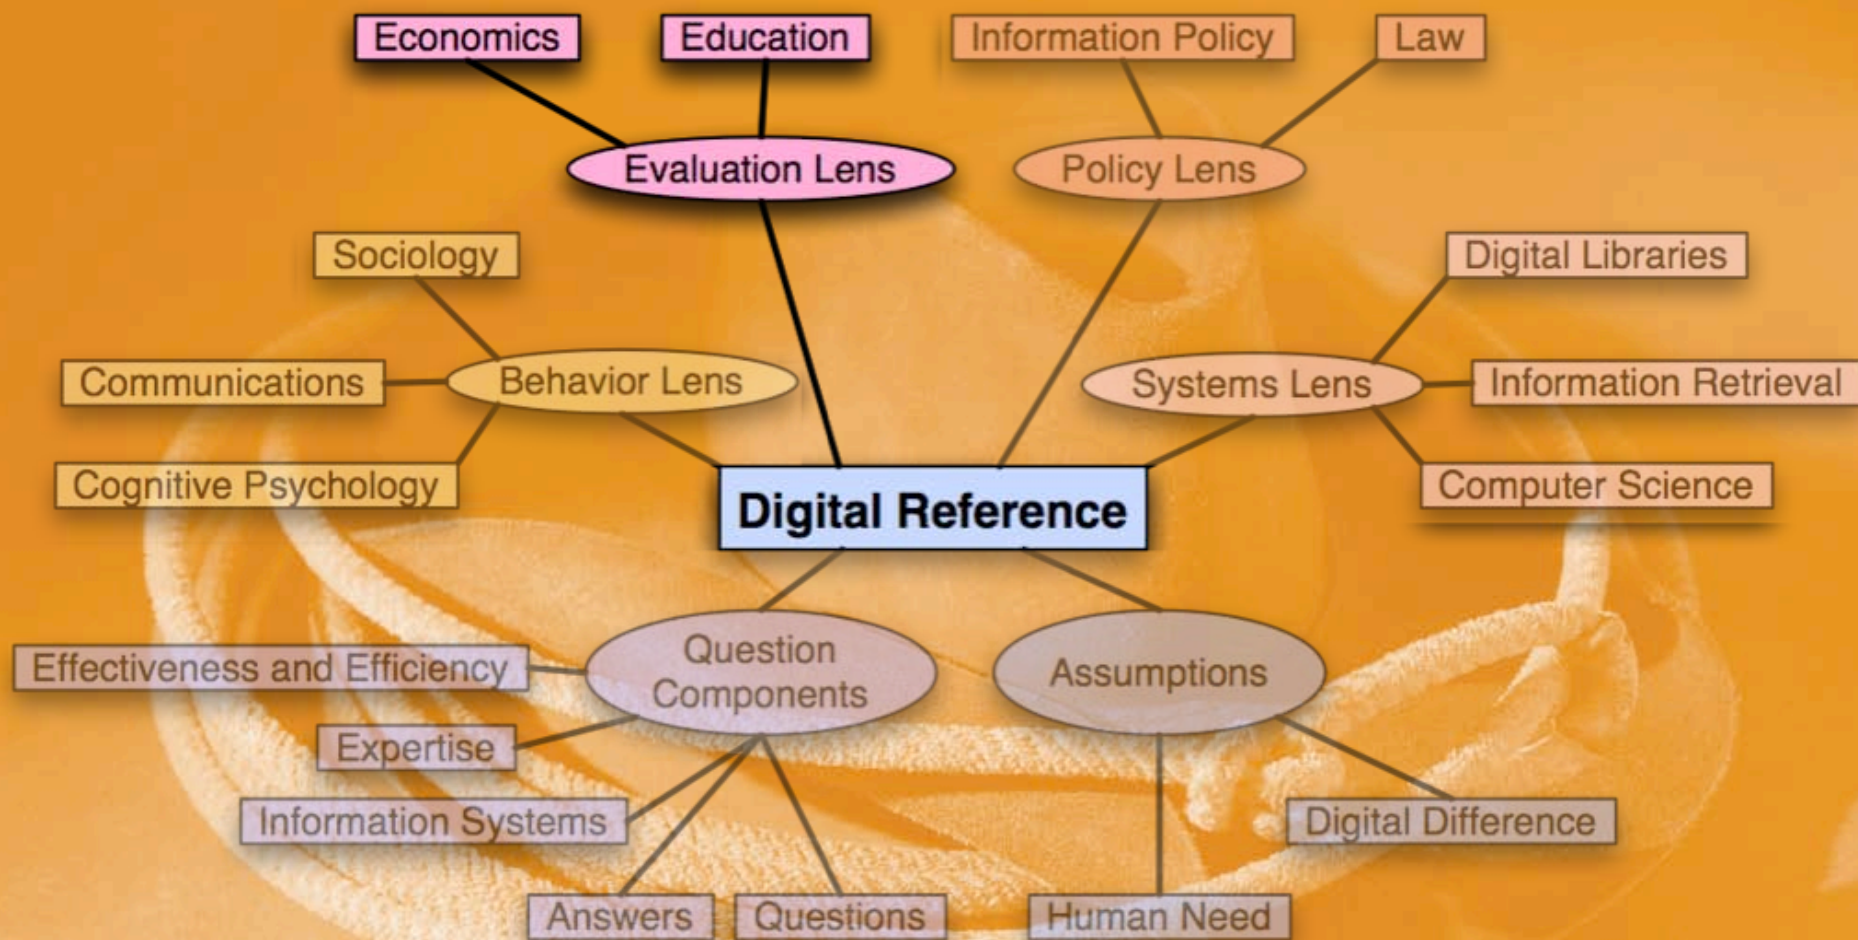 Economics
Education
Information Policy
Law
Evaluation Lens
Policy Lens
Sociology
Digital Libraries
Communications
Behavior Lens
Systems Lens
Information Retrieval
Cognitive Psychology
Computer Science
Digital Reference
Effectiveness and Efficiency
Question
Components
Assumptions
Expertise
Information Systems
Digital Difference
Answers
Questions
Human Need